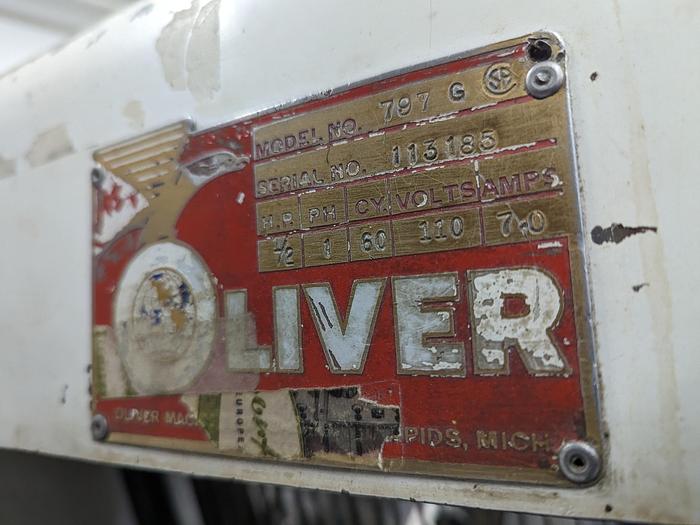 MODEL NO. 797 G
SERIAL NO. 113185
H.P. PH CY. VOLTS AMPS
1/2 1 60 110 7.0
OLIVER
OLIVER MAC
EUROPE
PIDS, MICH.